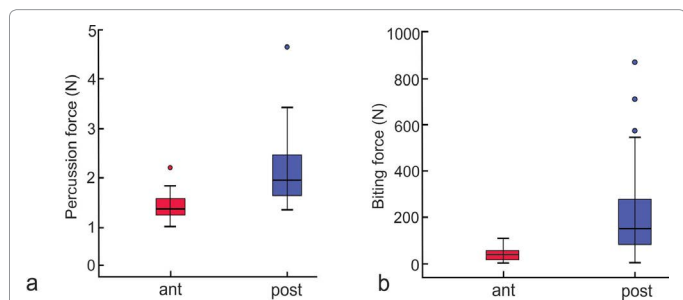 Percussion force (N)
5
4
3
2
1
0
ant
post
a
Biting force (N)
1000
800
600
400
200
0
ant
post
b